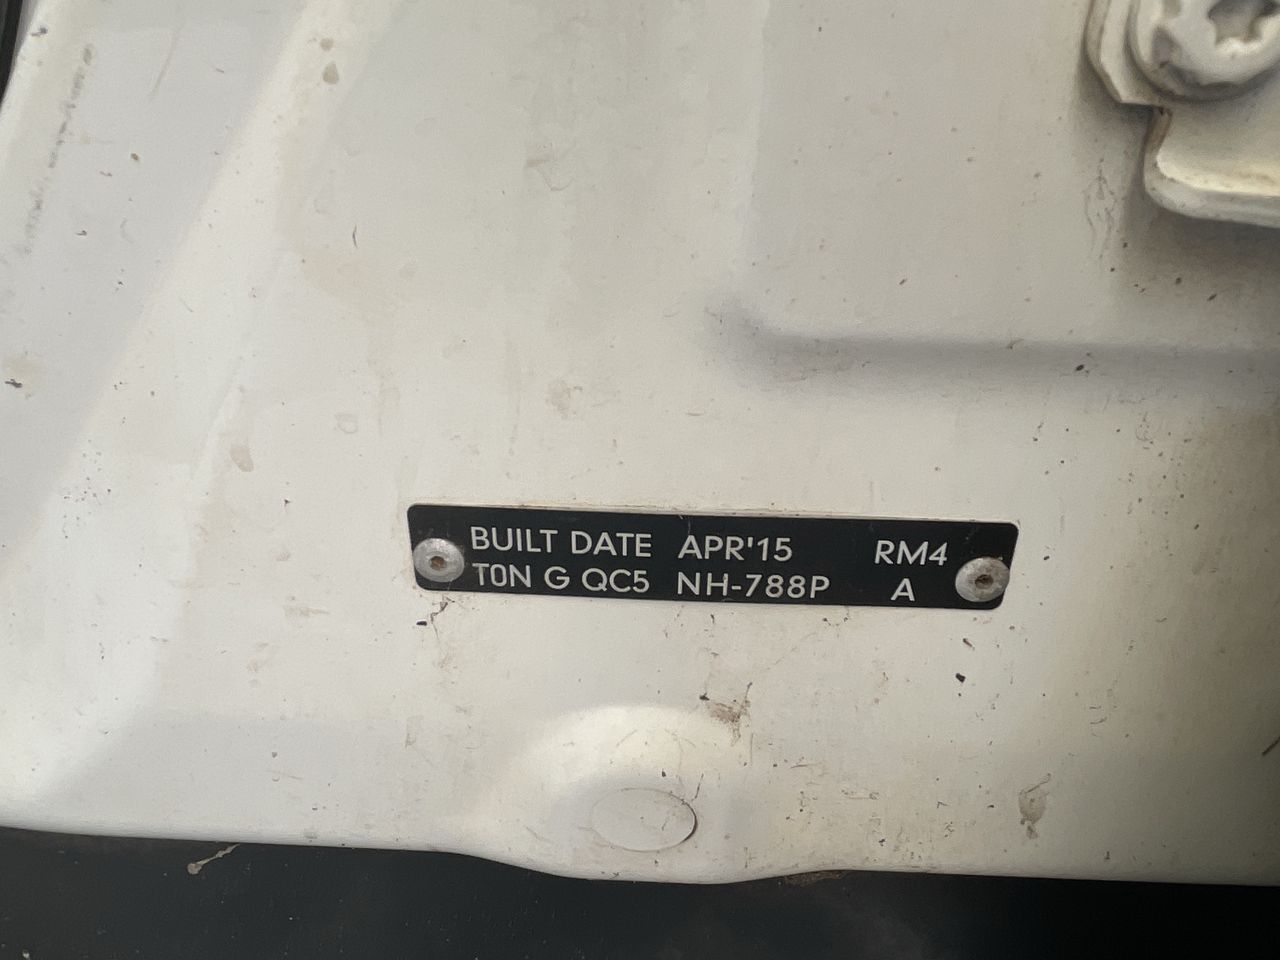 BUILT DATE APR'15 RM4
T0N G QC5 NH-788P A